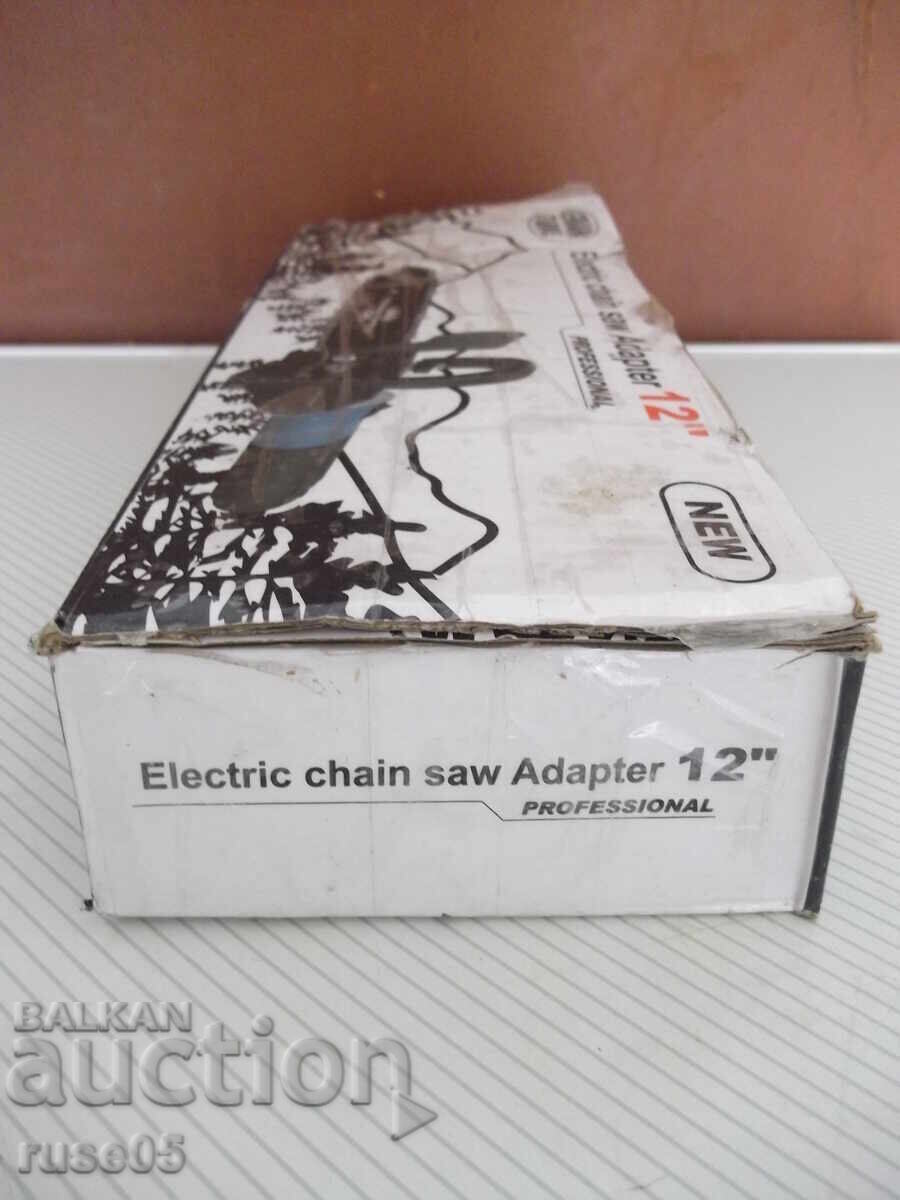 Electric chain saw Adapter 12"
PROFESSIONAL
NEW
Electric chain saw Adapter 12"
PROFESSIONAL
BALKAN
auction
ruse05